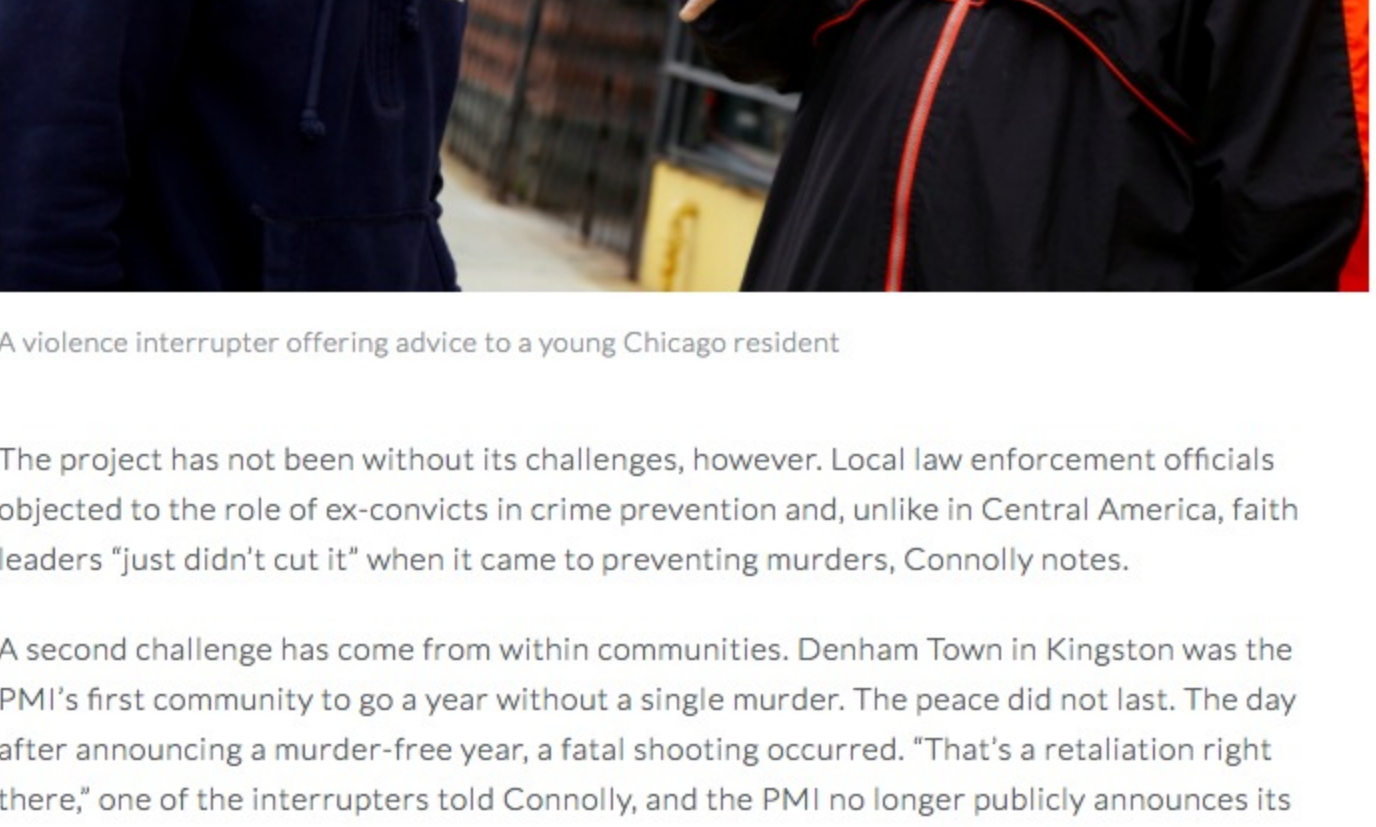 A violence interrupter offering advice to a young Chicago resident
The project has not been without its challenges, however. Local law enforcement officials
objected to the role of ex-convicts in crime prevention and, unlike in Central America, faith
leaders “just didn’t cut it” when it came to preventing murders, Connolly notes.
A second challenge has come from within communities. Denham Town in Kingston was the
PMI’s first community to go a year without a single murder. The peace did not last. The day
after announcing a murder-free year, a fatal shooting occurred. “That’s a retaliation right
there,” one of the interrupters told Connolly, and the PMI no longer publicly announces its